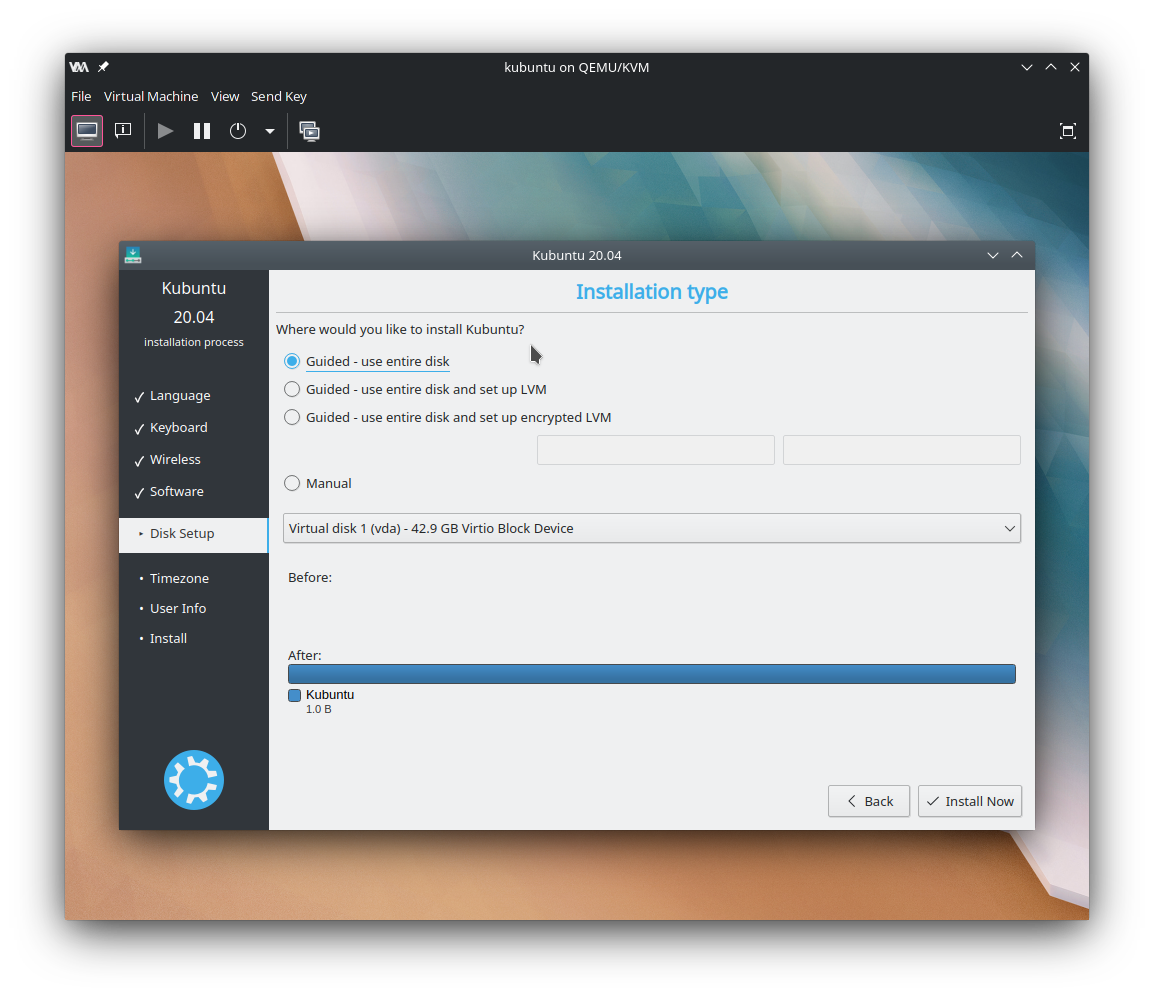 kubuntu on QEMU/KVM
File Virtual Machine View Send Key
Kubuntu 20.04
Kubuntu
20.04
installation process
Language
Keyboard
Wireless
Software
Disk Setup
Timezone
User Info
Install
Installation type
Where would you like to install Kubuntu?
Guided - use entire disk
Guided - use entire disk and set up LVM
Guided - use entire disk and set up encrypted LVM
Manual
Virtual disk 1 (vda) - 42.9 GB Virtio Block Device
Before:
After:
Kubuntu
1.0 B
Back Install Now